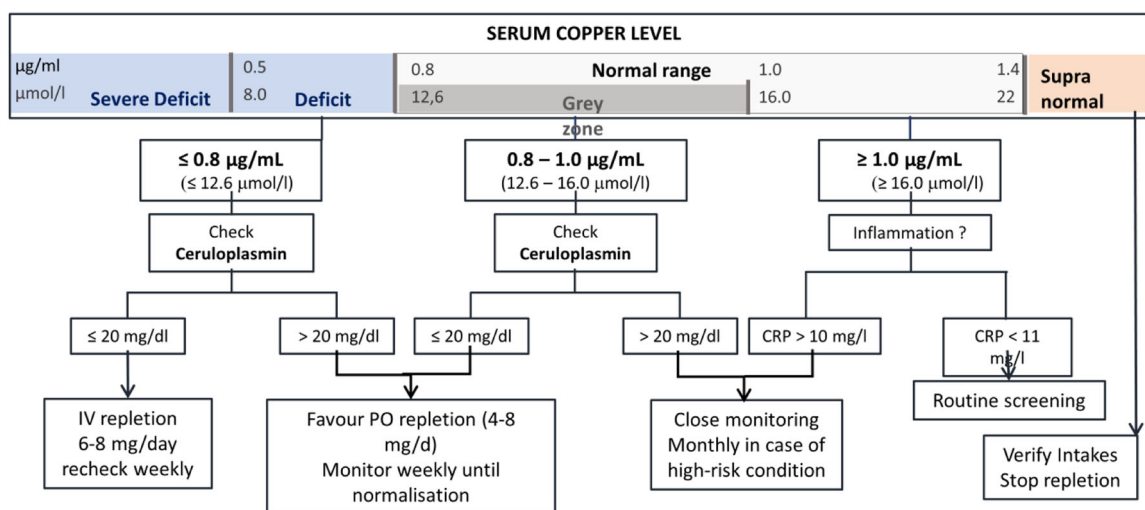 SERUM COPPER LEVEL
µg/ml 0.5 0.8 Normal range 1.0 1.4 Supra
µmol/l Severe Deficit 8.0 Deficit 12,6 Grey 16.0 22 normal
zone
≤ 0.8 µg/mL
(≤ 12.6 µmol/l)
0.8 – 1.0 µg/mL
(12.6 – 16.0 µmol/l)
≥ 1.0 µg/mL
(≥ 16.0 µmol/l)
Check
Ceruloplasmin
Check
Ceruloplasmin
Inflammation ?
≤ 20 mg/dl
> 20 mg/dl
≤ 20 mg/dl
> 20 mg/dl
CRP > 10 mg/l
CRP < 11
mg/l
IV repletion
6-8 mg/day
recheck weekly
Favour PO repletion (4-8
mg/d)
Monitor weekly until
normalisation
Close monitoring
Monthly in case of
high-risk condition
Routine screening
Verify Intakes
Stop repletion